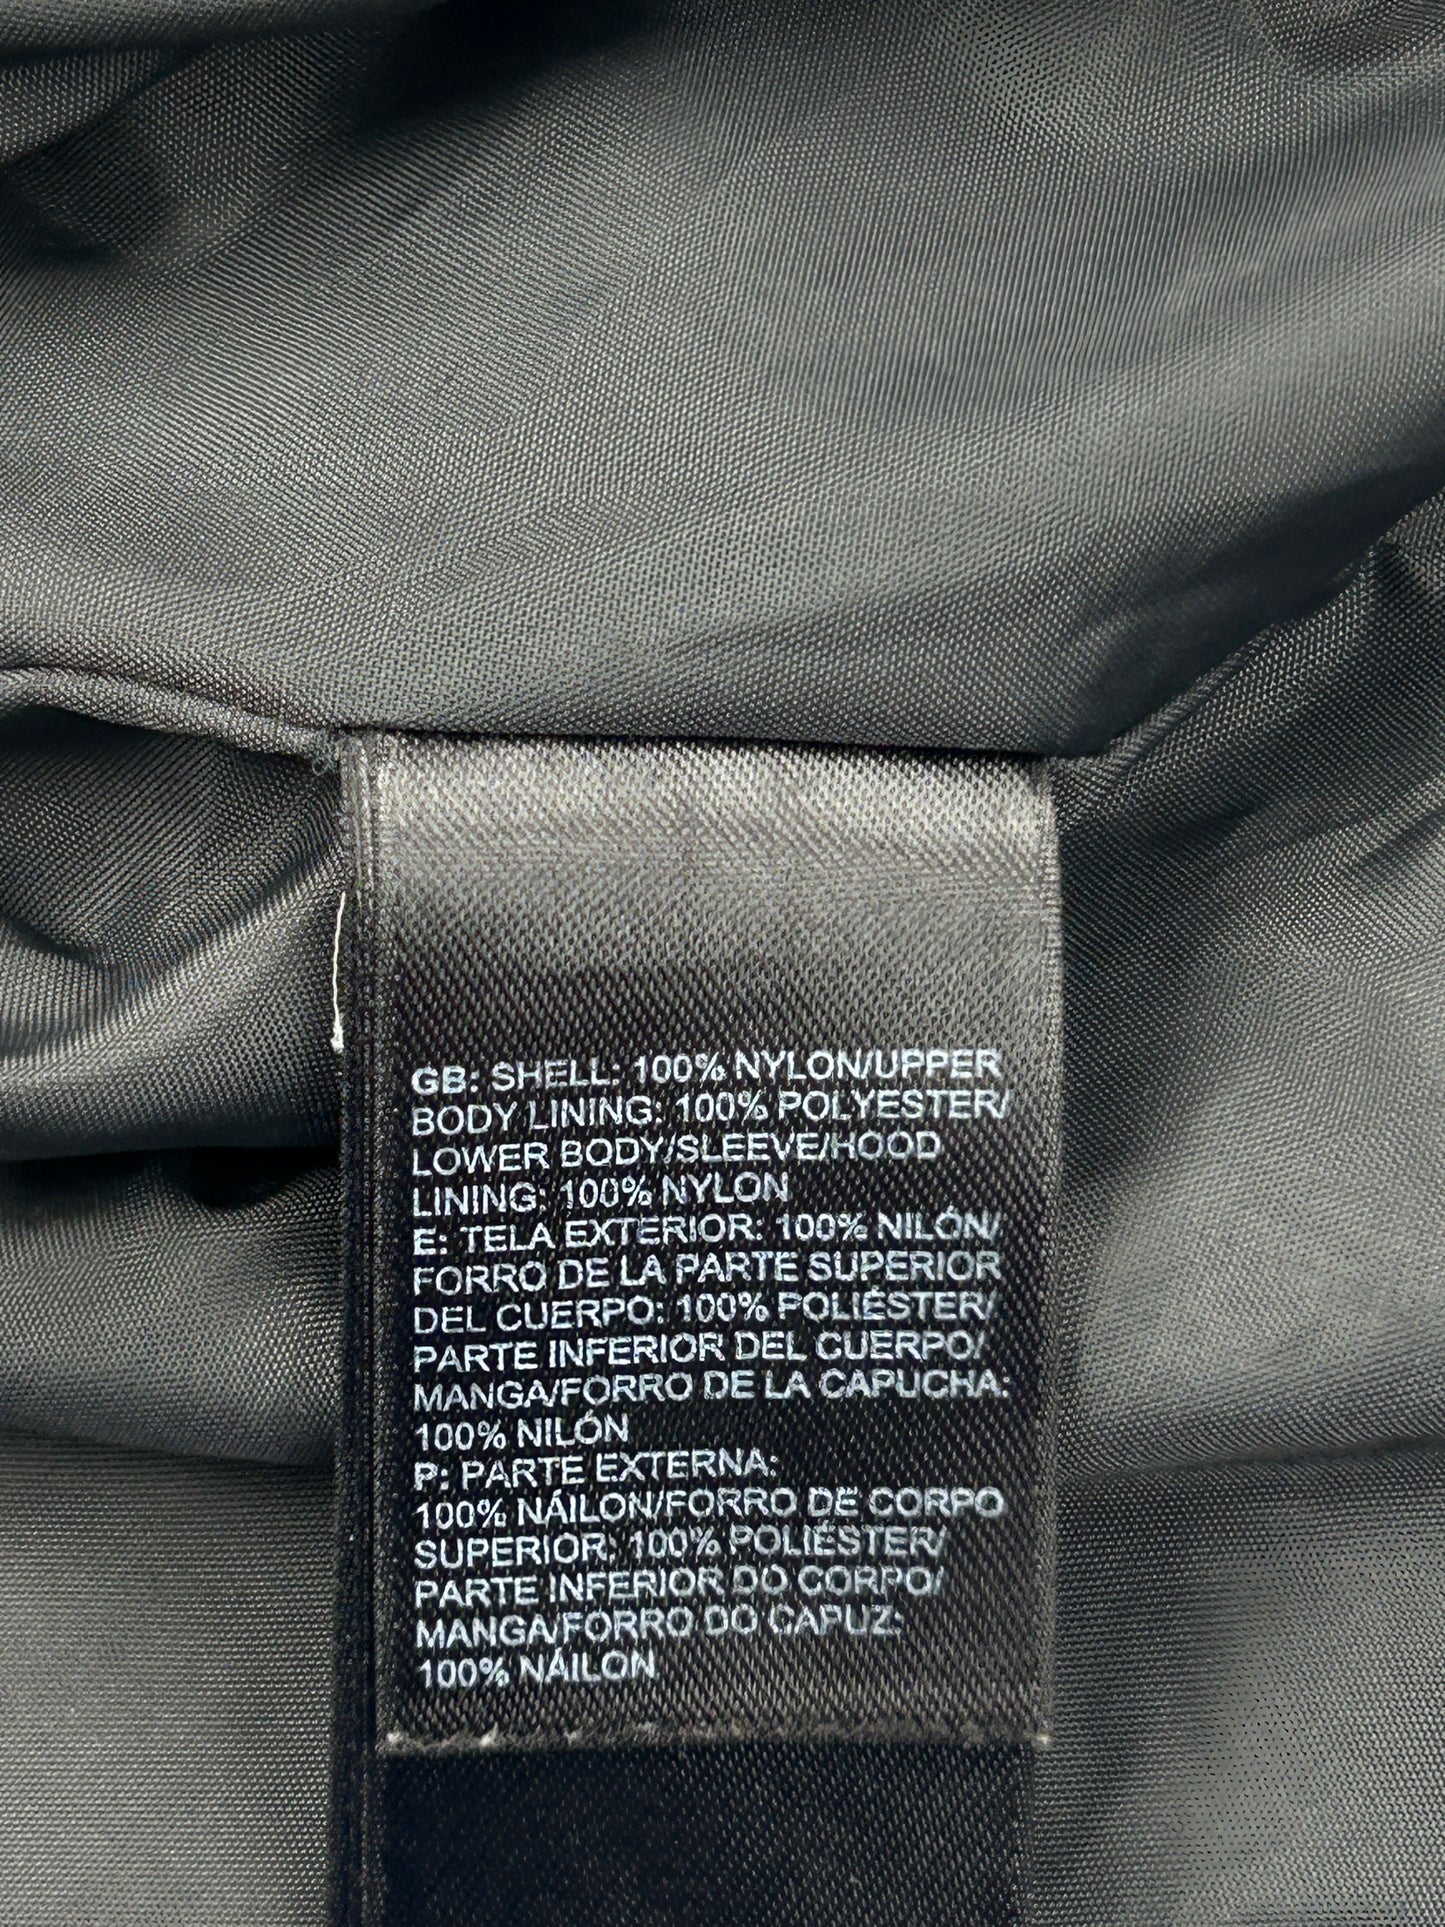 GB: SHELL: 100% NYLON/UPPER
BODY LINING: 100% POLYESTER/
LOWER BODY/SLEEVE/HOOD
LINING: 100% NYLON
E: TELA EXTERIOR: 100% NILÓN/
FORRO DE LA PARTE SUPERIOR
DEL CUERPO: 100% POLIÉSTER/
PARTE INFERIOR DEL CUERPO/
MANGA/FORRO DE LA CAPUCHA:
100% NILÓN
P: PARTE EXTERNA:
100% NÁILON/FORRO DE CORPO
SUPERIOR: 100% POLIÉSTER/
PARTE INFERIOR DO CORPO/
MANGA/FORRO DO CAPUZ:
100% NÁILON